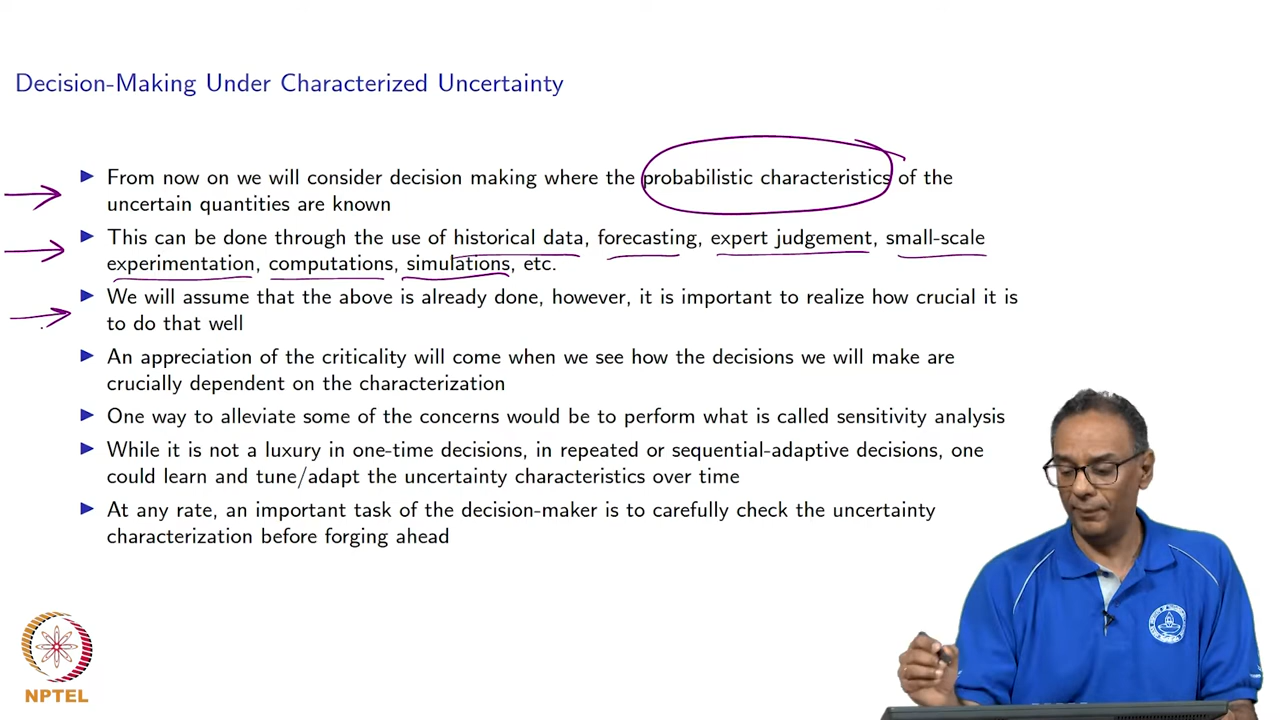 Decision-Making Under Characterized Uncertainty
▶ From now on we will consider decision making where the probabilistic characteristics of the
uncertain quantities are known
▶ This can be done through the use of historical data, forecasting, expert judgement, small-scale
experimentation, computations, simulations, etc.
▶ We will assume that the above is already done, however, it is important to realize how crucial it is
to do that well
▶ An appreciation of the criticality will come when we see how the decisions we will make are
crucially dependent on the characterization
▶ One way to alleviate some of the concerns would be to perform what is called sensitivity analysis
▶ While it is not a luxury in one-time decisions, in repeated or sequential-adaptive decisions, one
could learn and tune/adapt the uncertainty characteristics over time
▶ At any rate, an important task of the decision-maker is to carefully check the uncertainty
characterization before forging ahead
NPTEL